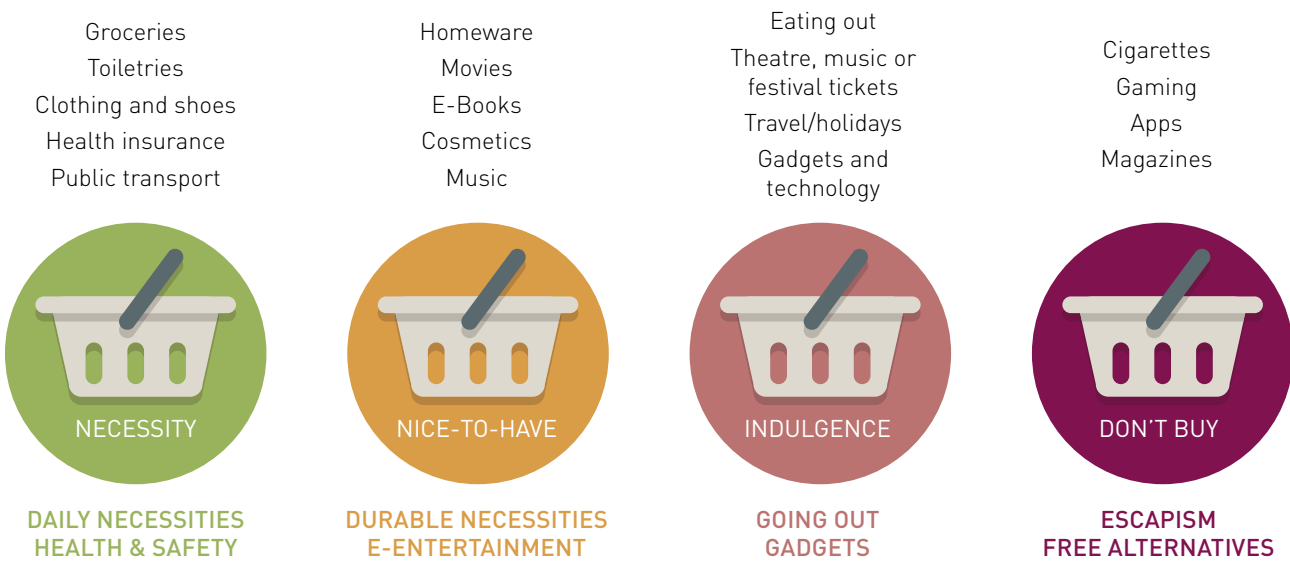 Groceries
Toiletries
Clothing and shoes
Health insurance
Public transport
NECESSITY
DAILY NECESSITIES
HEALTH & SAFETY
Homeware
Movies
E-Books
Cosmetics
Music
NICE-TO-HAVE
DURABLE NECESSITIES
E-ENTERTAINMENT
Eating out
Theatre, music or
festival tickets
Travel/holidays
Gadgets and
technology
INDULGENCE
GOING OUT
GADGETS
Cigarettes
Gaming
Apps
Magazines
DON'T BUY
ESCAPISM
FREE ALTERNATIVES